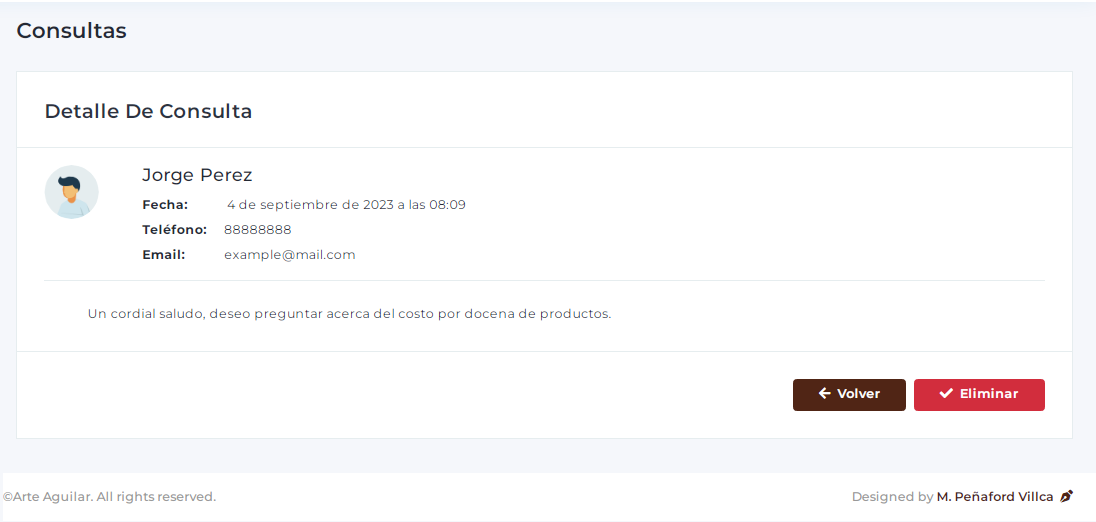 Consultas
Detalle De Consulta
Jorge Perez
Fecha: 4 de septiembre de 2023 a las 08:09
Teléfono: 88888888
Email: example@mail.com
Un cordial saludo, deseo preguntar acerca del costo por docena de productos.
Volver Eliminar
©Arte Aguilar. All rights reserved. Designed by M. Peñaford Villca